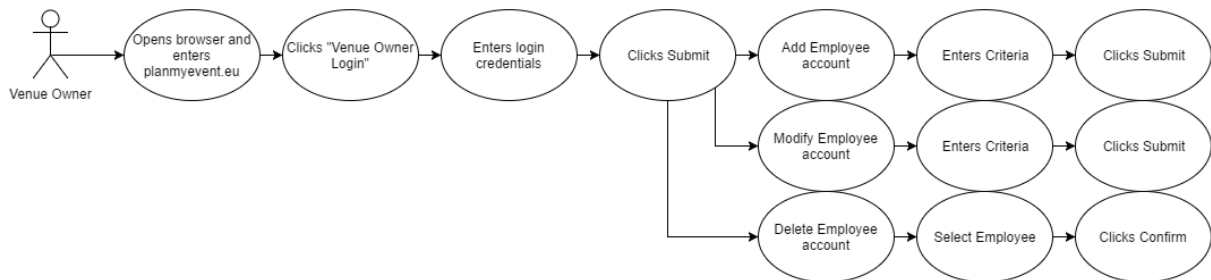 Venue Owner
Opens browser and
enters
planmyevent.eu
Clicks "Venue Owner
Login"
Enters login
credentials
Clicks Submit
Add Employee
account
Enters Criteria
Clicks Submit
Modify Employee
account
Enters Criteria
Clicks Submit
Delete Employee
account
Select Employee
Clicks Confirm